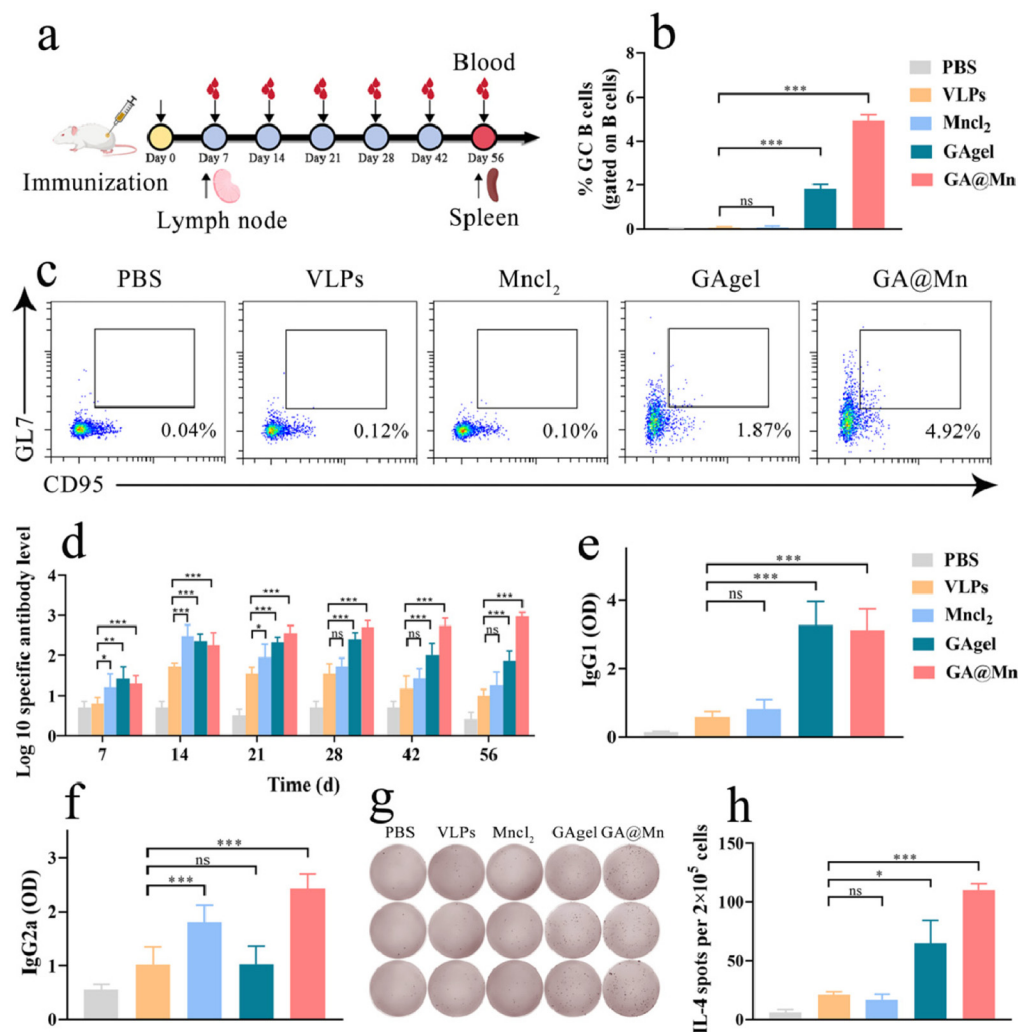 a
Blood
Day 0 Day 7 Day 14 Day 21 Day 28 Day 42 Day 56
Immunization
Lymph node
Spleen
b
% GC B cells
(gated on B cells)
6
4
2
0
ns
***
***
PBS
VLPs
Mncl₂
GAgel
GA@Mn
c
PBS VLPs Mncl₂ GAgel GA@Mn
GL7
0.04% 0.12% 0.10% 1.87% 4.92%
CD95
d
Log 10 specific antibody level
4
3
2
1
0
*** *** *** *** *** ***
** *** *** *** *** ***
* *** * ns ns ns
7 14 21 28 42 56
Time (d)
e
IgG1 (OD)
4
2
0
***
***
ns
PBS
VLPs
Mncl₂
GAgel
GA@Mn
f
IgG2a (OD)
3
2
1
0
***
ns
***
g
PBS VLPs Mncl₂ GAgel GA@Mn
h
IL-4 spots per 2×10⁵ cells
150
100
50
0
***
*
ns